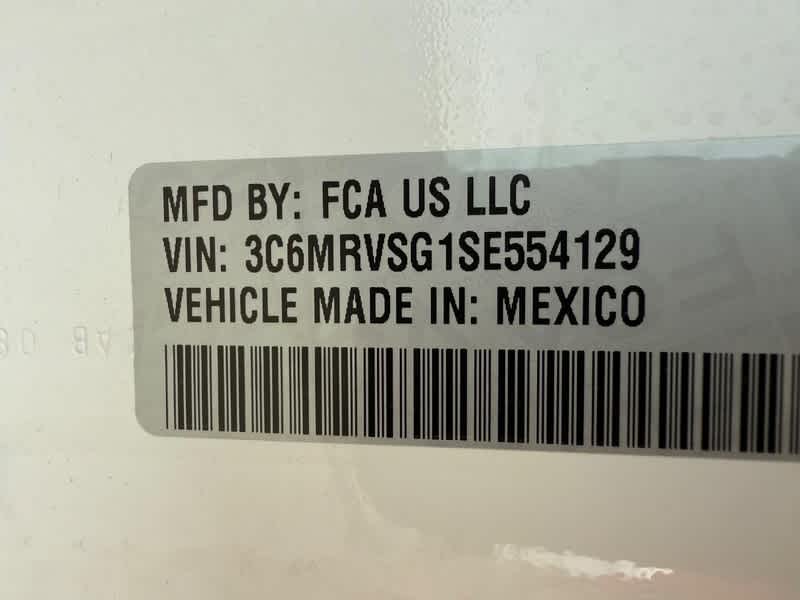 MFD BY: FCA US LLC
VIN: 3C6MRVSG1SE554129
VEHICLE MADE IN: MEXICO